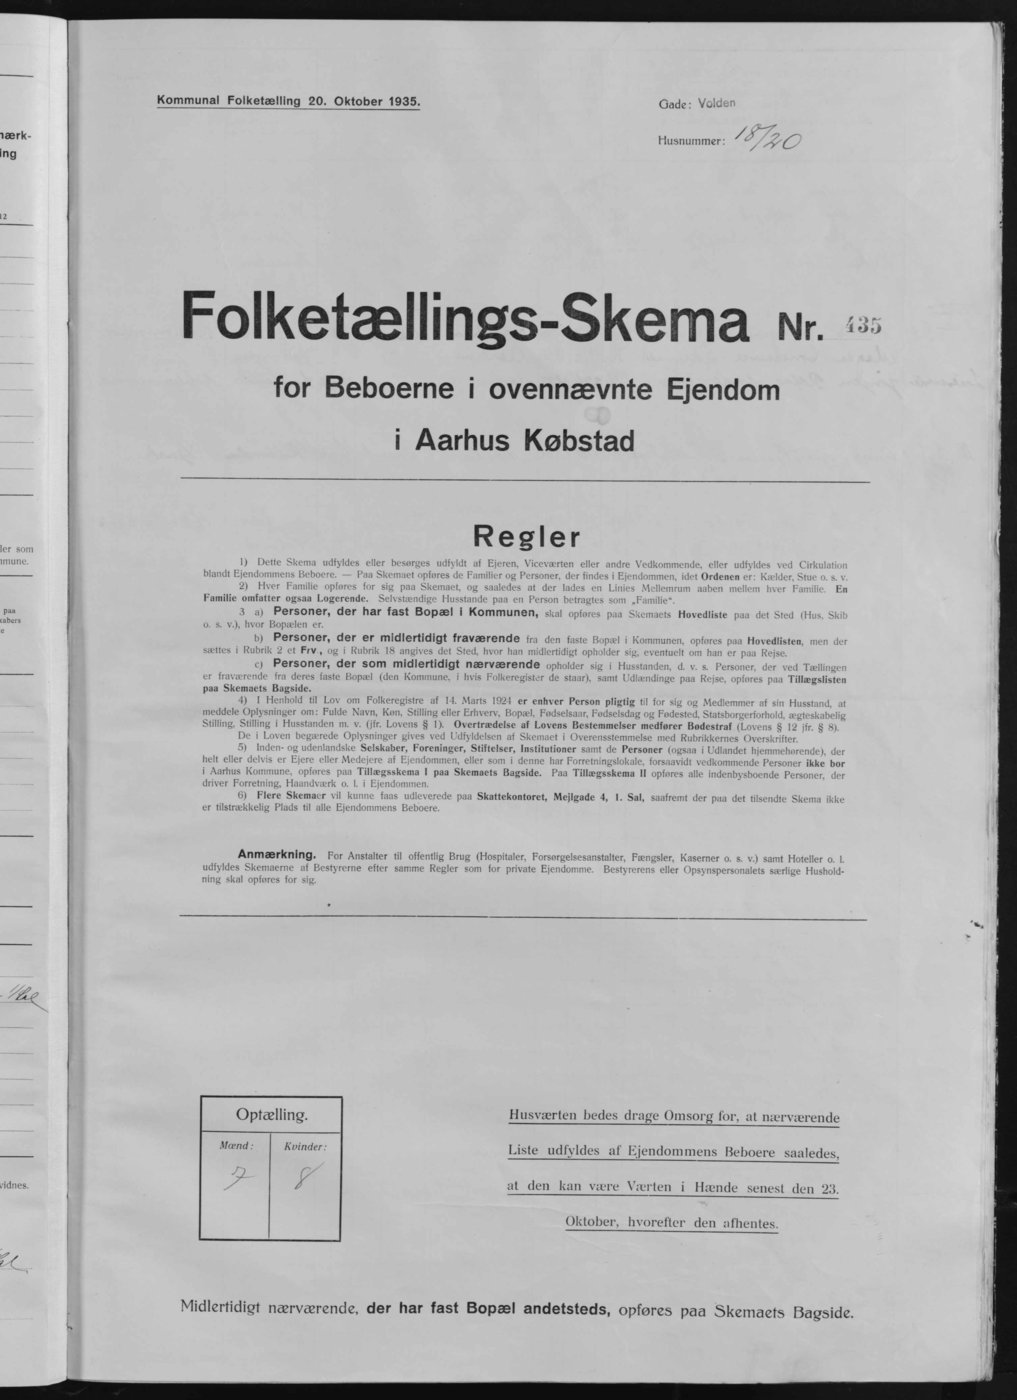 Kommunal Folketælling 20. Oktober 1935.
Gade: Volden
Husnummer: 18/20
Folketællings-Skema Nr. 435
for Beboerne i ovennævnte Ejendom
i Aarhus Købstad
Regler
1) Dette Skema udfyldes eller besørges udfyldt af Ejeren, Viceværten eller andre Vedkommende, eller udfyldes ved Cirkulation
blandt Ejendommens Beboere. — Paa Skemaet opføres de Familier og Personer, der findes i Ejendommen, idet Ordenen er: Kælder, Stue o. s. v.
2) Hver Familie opføres for sig paa Skemaet, og saaledes at der lades en Linies Mellemrum aaben mellem hver Familie. En
Familie omfatter ogsaa Logerende. Selvstændige Husstande paa en Person betragtes som „Familie“.
3 a) Personer, der har fast Bopæl i Kommunen, skal opføres paa Skemaets Hovedliste paa det Sted (Hus, Skib
o. s. v.), hvor Bopælen er.
b) Personer, der er midlertidigt fraværende fra den faste Bopæl i Kommunen, opføres paa Hovedlisten, men der
sættes i Rubrik 2 et Frv., og i Rubrik 18 angives det Sted, hvor han midlertidigt opholder sig, eventuelt om han er paa Rejse.
c) Personer, der som midlertidigt nærværende opholder sig i Husstanden, d. v. s. Personer, der ved Tællingen
er fraværende fra deres faste Bopæl (den Kommune, i hvis Folkeregister de staar), samt Udlændinge paa Rejse, opføres paa Tillægslisten
paa Skemaets Bagside.
4) I Henhold til Lov om Folkeregistre af 14. Marts 1924 er enhver Person pligtig til for sig og Medlemmer af sin Husstand, at
meddele Oplysninger om: Fulde Navn, Køn, Stilling eller Erhverv, Bopæl, Fødselsaar, Fødselsdag og Fødested, Statsborgerforhold, ægteskabelig
Stilling, Stilling i Husstanden m. v. (jfr. Lovens § 1). Overtrædelse af Lovens Bestemmelser medfører Bødestraf (Lovens § 12 jfr. § 8).
De i Loven begærede Oplysninger gives ved Udfyldelsen af Skemaet i Overensstemmelse med Rubrikkernes Overskrifter.
5) Inden- og udenlandske Selskaber, Foreninger, Stiftelser, Institutioner samt de Personer (ogsaa i Udlandet hjemmehørende), der
helt eller delvis er Ejere eller Medejere af Ejendommen, eller som i denne har Forretningslokale, forsaavidt vedkommende Personer ikke bor
i Aarhus Kommune, opføres paa Tillægsskema I paa Skemaets Bagside. Paa Tillægsskema II opføres alle indenbysboende Personer, der
driver Forretning, Haandværk o. l. i Ejendommen.
6) Flere Skemaer vil kunne faas udleverede paa Skattekontoret, Mejlgade 4, 1. Sal, saafremt der paa det tilsendte Skema ikke
er tilstrækkelig Plads til alle Ejendommens Beboere.
Anmærkning. For Anstalter til offentlig Brug (Hospitaler, Forsørgelsesanstalter, Fængsler, Kaserner o. s. v.) samt Hoteller o. l.
udfyldes Skemaerne af Bestyrerne efter samme Regler som for private Ejendomme. Bestyrerens eller Opsynspersonalets særlige Hushold-
ning skal opføres for sig.
Optælling.
Mænd: Kvinder:
7 8
Husværten bedes drage Omsorg for, at nærværende
Liste udfyldes af Ejendommens Beboere saaledes,
at den kan være Værten i Hænde senest den 23.
Oktober, hvorefter den afhentes.
Midlertidigt nærværende, der har fast Bopæl andetsteds, opføres paa Skemaets Bagside.